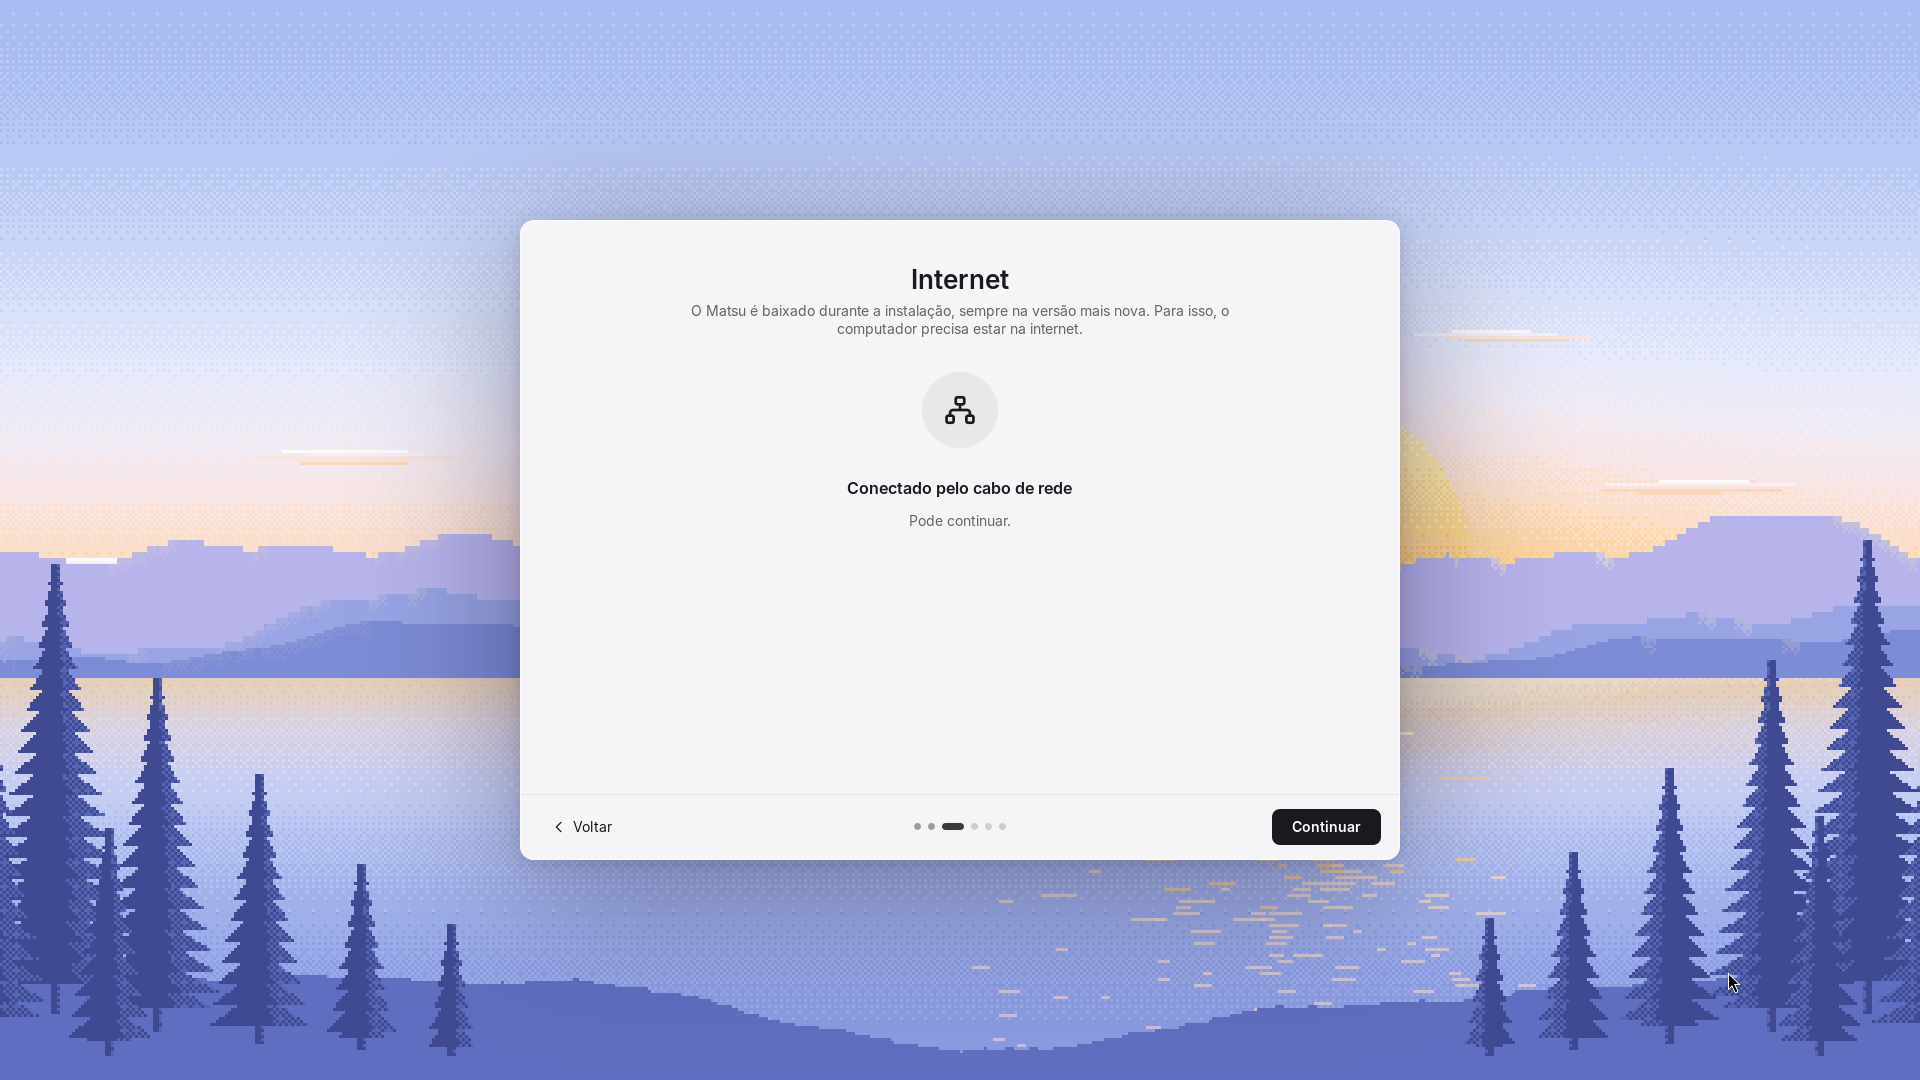 Internet
O Matsu é baixado durante a instalação, sempre na versão mais nova. Para isso, o
computador precisa estar na internet.
Conectado pelo cabo de rede
Pode continuar.
Voltar
Continuar